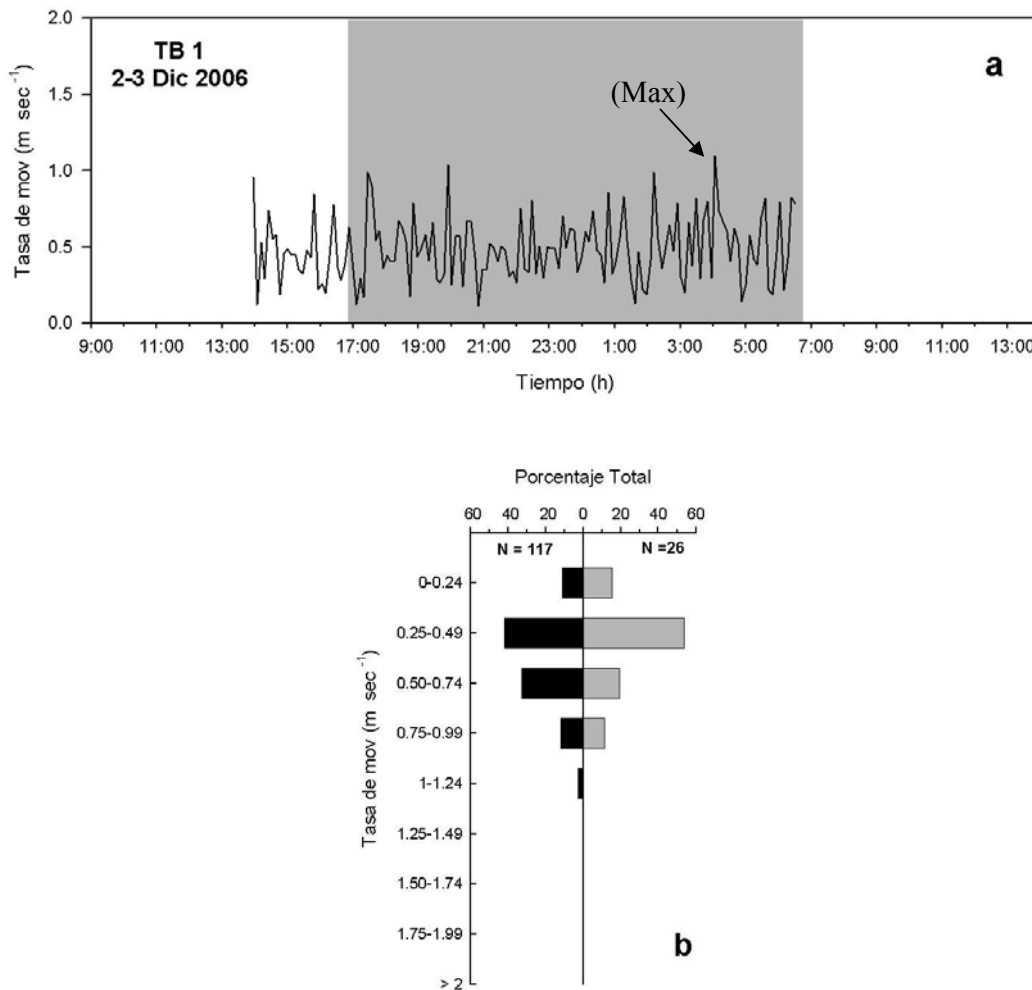 2.0
1.5
1.0
0.5
0.0
Tasa de mov (m sec⁻¹)
TB 1
2-3 Dic 2006
a
(Max)
9:00 11:00 13:00 15:00 17:00 19:00 21:00 23:00 1:00 3:00 5:00 7:00 9:00 11:00 13:00
Tiempo (h)
Porcentaje Total
60 40 20 0 20 40 60
N = 117 N =26
Tasa de mov (m sec⁻¹)
0-0.24
0.25-0.49
0.50-0.74
0.75-0.99
1-1.24
1.25-1.49
1.50-1.74
1.75-1.99
> 2
b